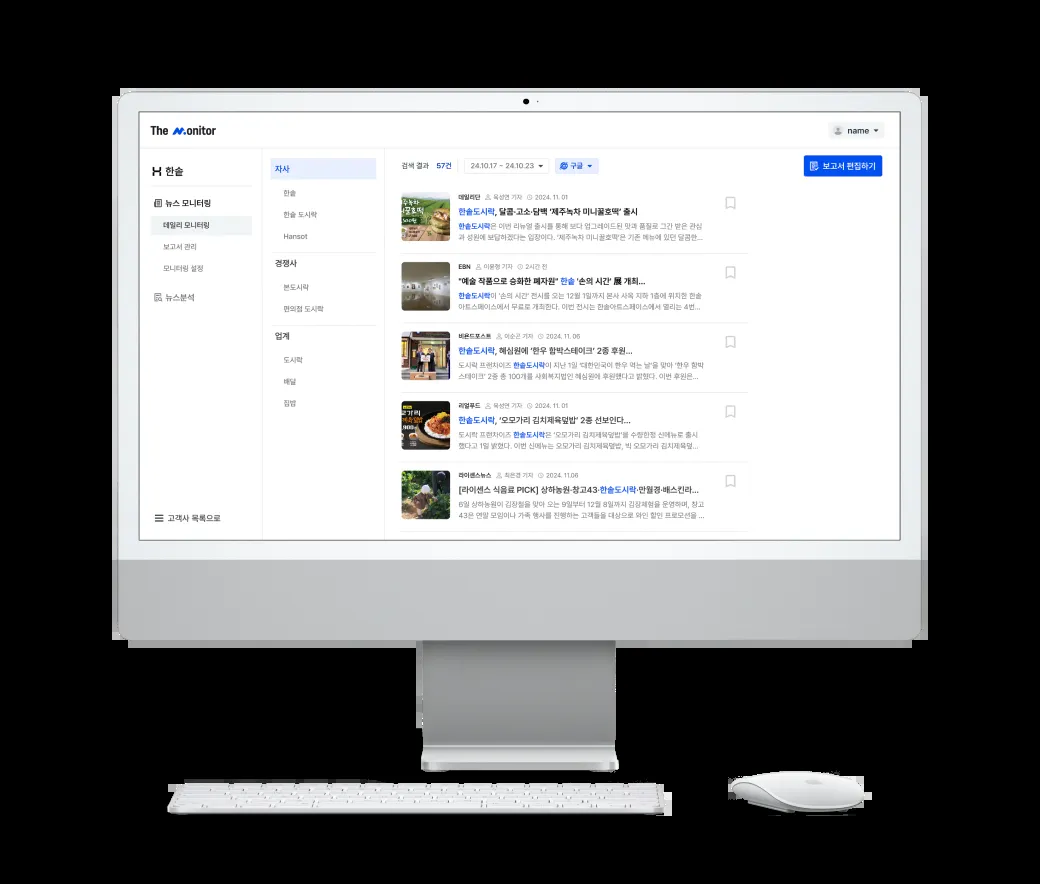 The Monitor
name
한솥
뉴스 모니터링
데일리 모니터링
보고서 관리
모니터링 설정
뉴스분석
고객사 목록으로
자사
한솥
한솥 도시락
Hansot
경쟁사
본도시락
편의점 도시락
업계
도시락
배달
집밥
검색 결과 57건
24.10.17 ~ 24.10.23
구글
보고서 편집하기
데일리안 옥성연 기자 2024. 11. 01
한솥도시락, 달콤·고소·담백 '제주녹차 미니꿀호떡' 출시
한솥도시락은 이번 리뉴얼 출시를 통해 보다 업그레이드된 맛과 품질로 그간 받은 관심
과 성원에 보답하겠다는 입장이다. '제주녹차 미니꿀호떡'은 기존 메뉴에 있던 달콤한...
EBN 이윤형 기자 2시간 전
"예술 작품으로 승화한 폐자원" 한솥 '손의 시간' 展 개최...
한솥도시락이 '손의 시간' 전시를 오는 12월 1일까지 본사 사옥 지하 1층에 위치한 한솥
아트스페이스에서 무료로 개최한다. 이번 전시는 한솥아트스페이스에서 열리는 4번...
비욘드포스트 이순곤 기자 2024. 11. 06
한솥도시락, 혜심원에 '한우 함박스테이크' 2종 후원...
도시락 프랜차이즈 한솥도시락이 지난 1일 '대한민국이 한우 먹는 날'을 맞아 '한우 함박
스테이크' 2종 총 100개를 사회복지법인 혜심원에 후원했다고 밝혔다. 이번 후원은...
리얼푸드 육성연 기자 2024. 11. 01
한솥도시락, '오모가리 김치제육덮밥' 2종 선보인다...
도시락 프랜차이즈 한솥도시락은 '오모가리 김치제육덮밥'을 수량한정 신메뉴로 출시
했다고 1일 밝혔다. 이번 신메뉴는 오모가리 김치제육덮밥, 빅 오모가리 김치제육덮...
라이센스뉴스 최은경 기자 2024. 11.06
[라이센스 식음료 PICK] 상하농원·창고43·한솥도시락·만월경·배스킨라...
6일 상하농원이 김장철을 맞아 오는 9일부터 12월 8일까지 김장체험을 운영하며, 창고
43은 연말 모임이나 가족 행사를 진행하는 고객들을 대상으로 와인 할인 프로모션을 ...